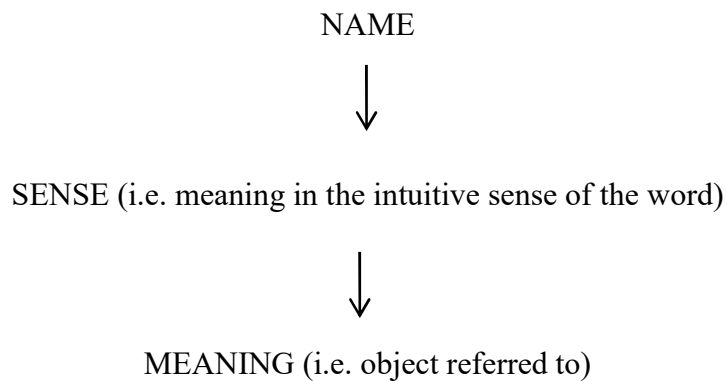 NAME
SENSE (i.e. meaning in the intuitive sense of the word)
MEANING (i.e. object referred to)